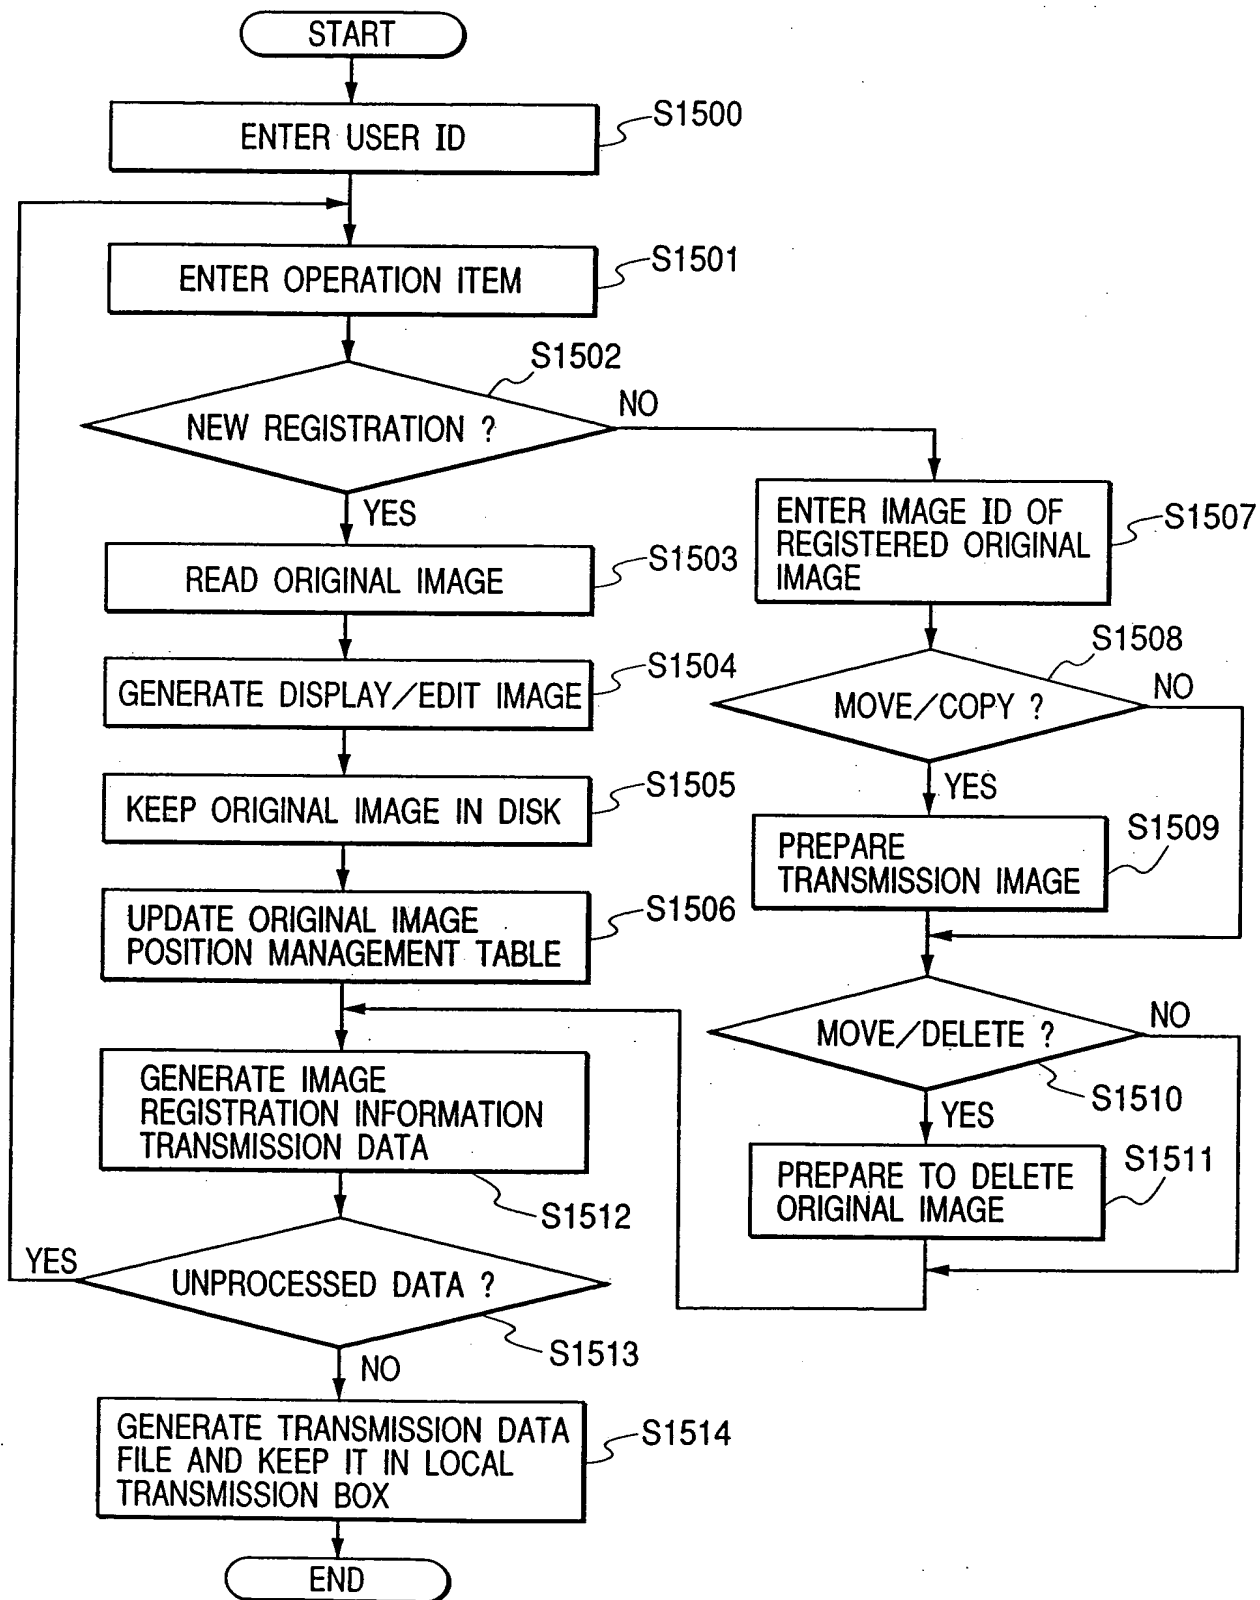 START
ENTER USER ID
S1500
ENTER OPERATION ITEM
S1501
S1502
NEW REGISTRATION ?
NO
YES
READ ORIGINAL IMAGE
S1503
GENERATE DISPLAY/EDIT IMAGE
S1504
KEEP ORIGINAL IMAGE IN DISK
S1505
UPDATE ORIGINAL IMAGE
POSITION MANAGEMENT TABLE
S1506
ENTER IMAGE ID OF
REGISTERED ORIGINAL
IMAGE
S1507
S1508
MOVE/COPY ?
NO
YES
PREPARE
TRANSMISSION IMAGE
S1509
MOVE/DELETE ?
NO
S1510
YES
PREPARE TO DELETE
ORIGINAL IMAGE
S1511
GENERATE IMAGE
REGISTRATION INFORMATION
TRANSMISSION DATA
S1512
YES
UNPROCESSED DATA ?
S1513
NO
GENERATE TRANSMISSION DATA
FILE AND KEEP IT IN LOCAL
TRANSMISSION BOX
S1514
END